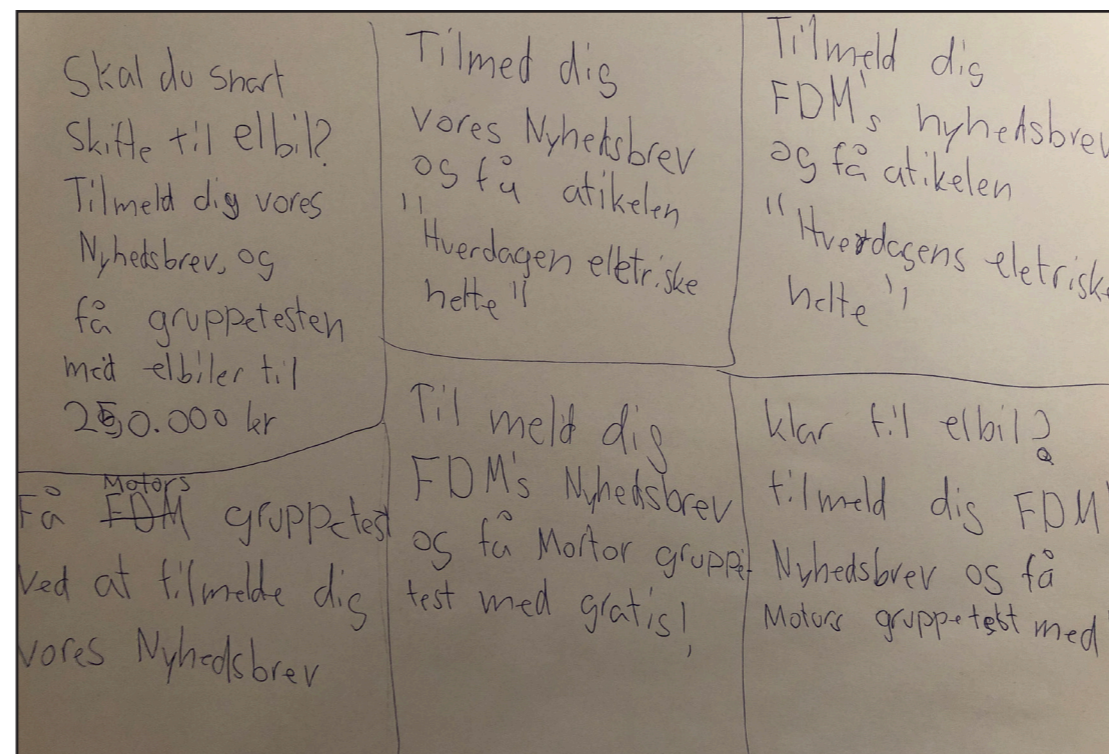 Skal du snart
skifte til elbil?
Tilmeld dig vores
Nyhedsbrev, og
få gruppetesten
med elbiler til
250.000 kr
Tilmed dig
vores Nyhedsbrev
og få atikelen
"Hverdagen eletriske
helte"
Tilmeld dig
FDM's nyhedsbrev
og få atikelen
"Hverdagens eletriske
helte"
Få Motors gruppetest
ved at tilmelde dig
vores Nyhedsbrev
Til meld dig
FDM's Nyhedsbrev
og få Mortor gruppe
test med gratis!
klar til elbil?
tilmeld dig FDM'
Nyhedsbrev og få
Motors gruppetest med